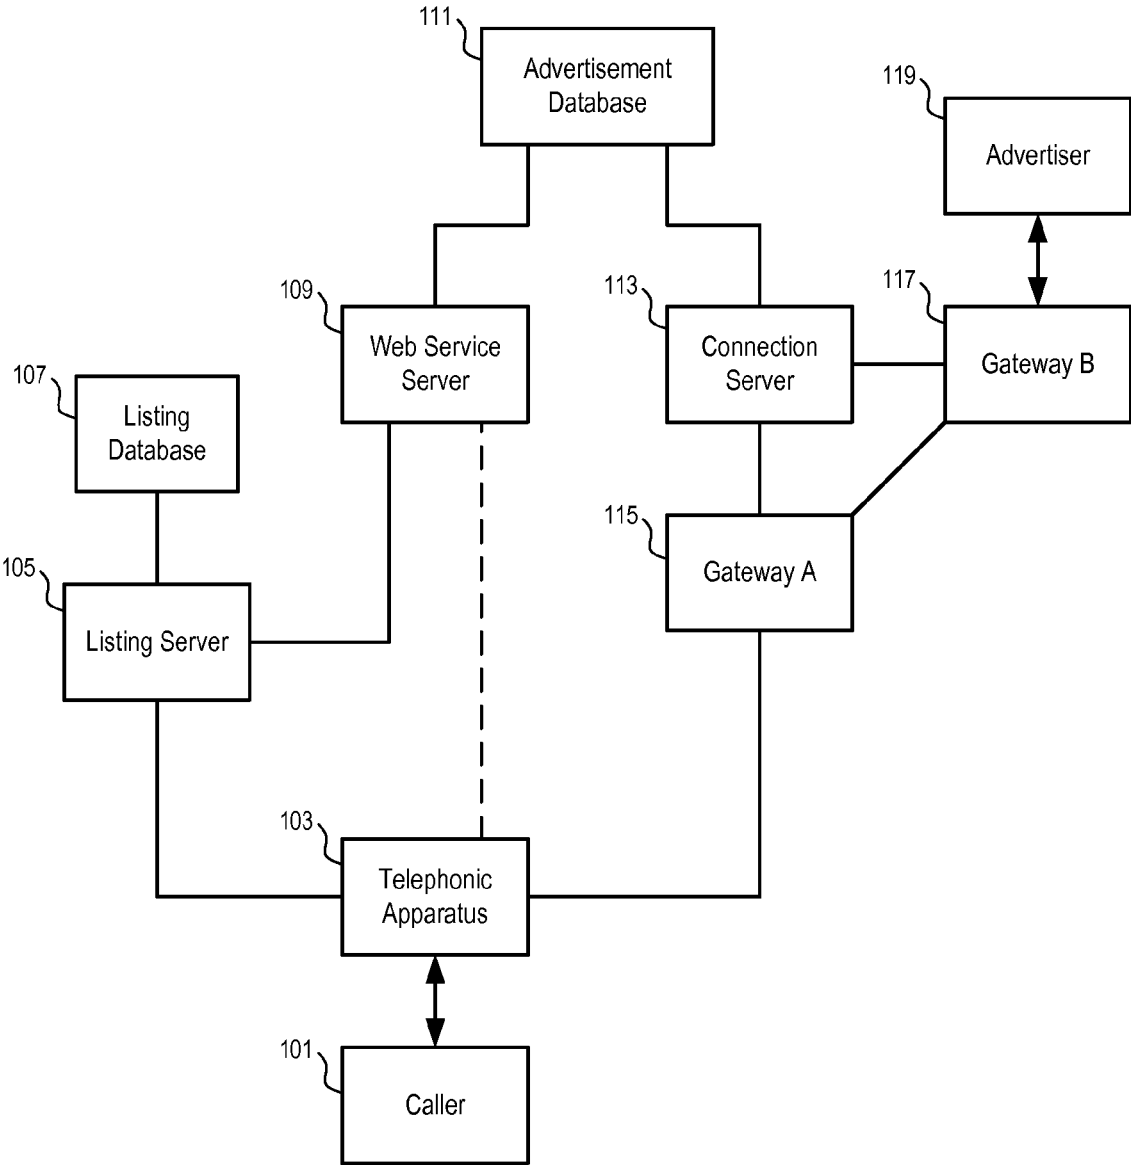 111
Advertisement
Database
119
Advertiser
109
Web Service
Server
113
Connection
Server
117
Gateway B
107
Listing
Database
115
Gateway A
105
Listing Server
103
Telephonic
Apparatus
101
Caller